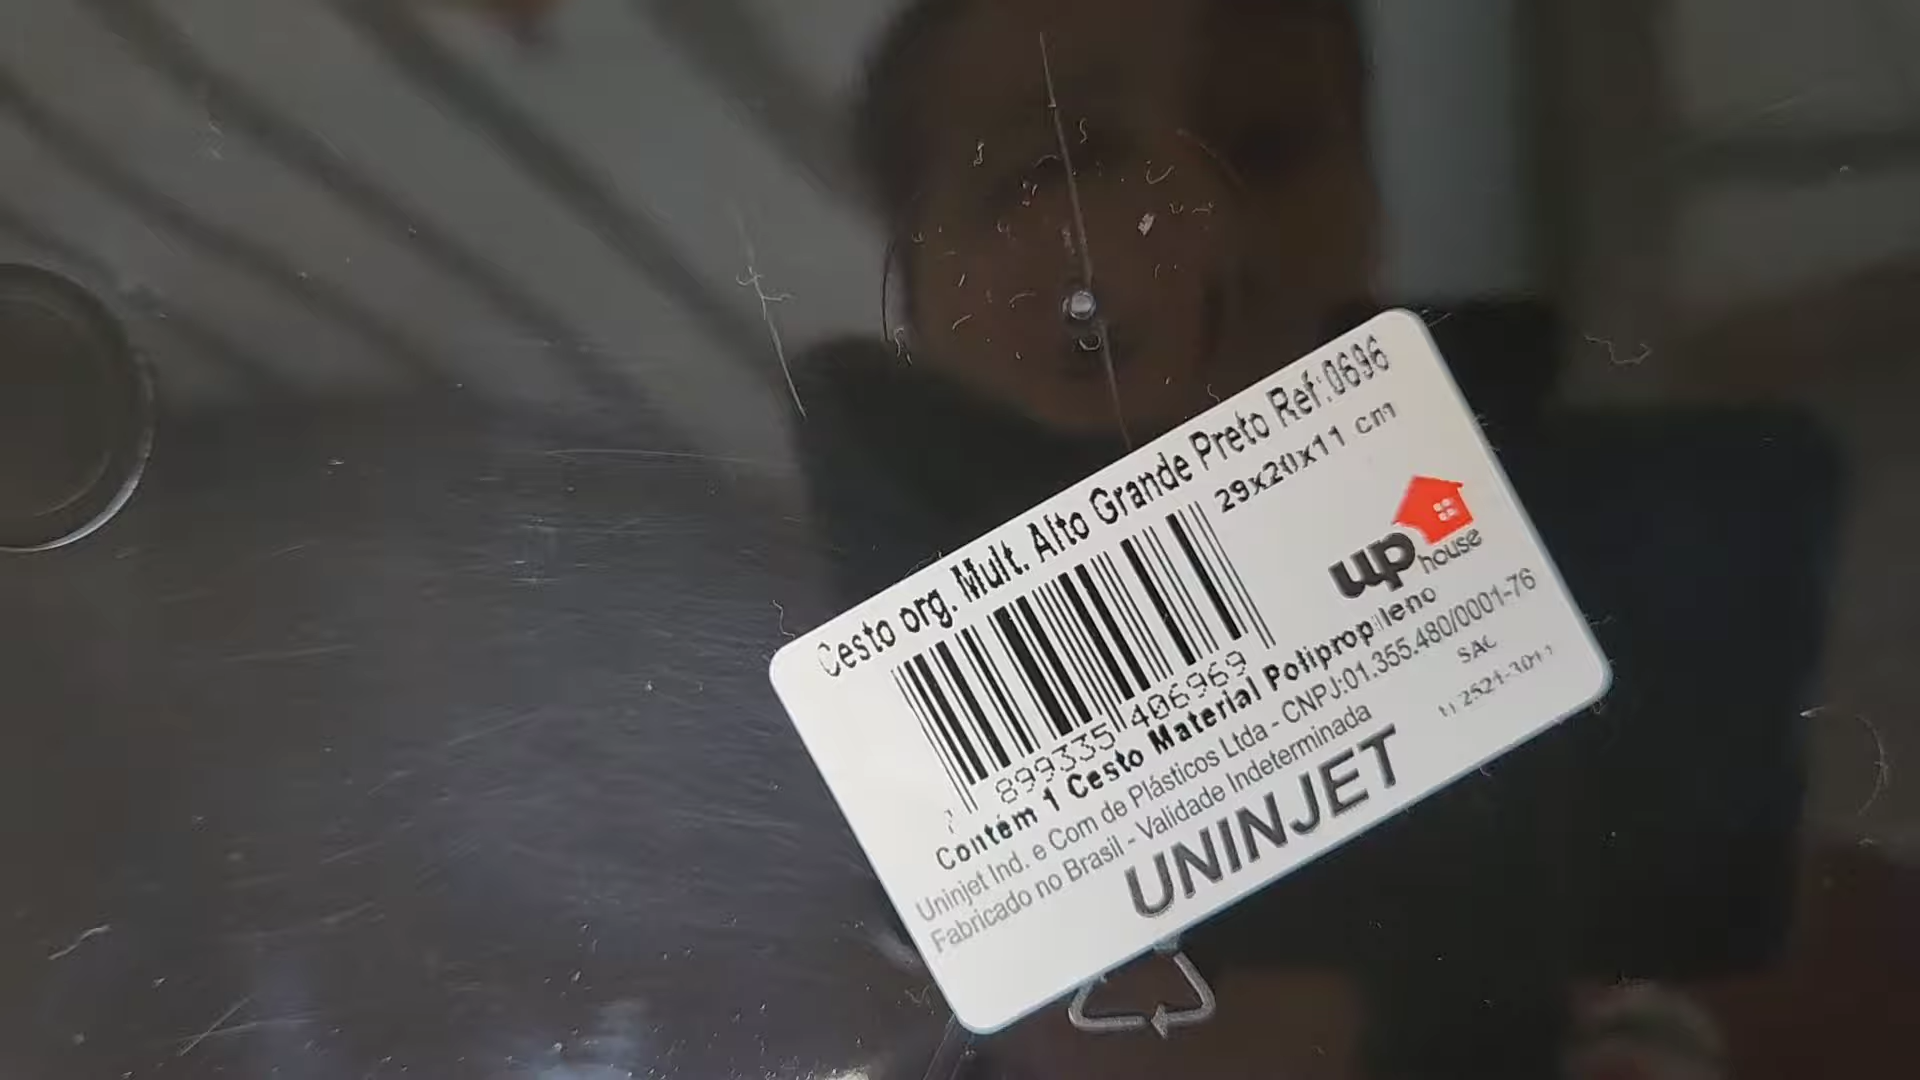 Cesto org. Mult. Alto Grande Preto Ref:0696
29x20x11 cm
up
house
899335 406969
Contém 1 Cesto Material Polipropileno
Uninjet Ind. e Com de Plásticos Ltda - CNPJ:01.355.480/0001-76
Fabricado no Brasil - Validade Indeterminada
SAC
UNINJET